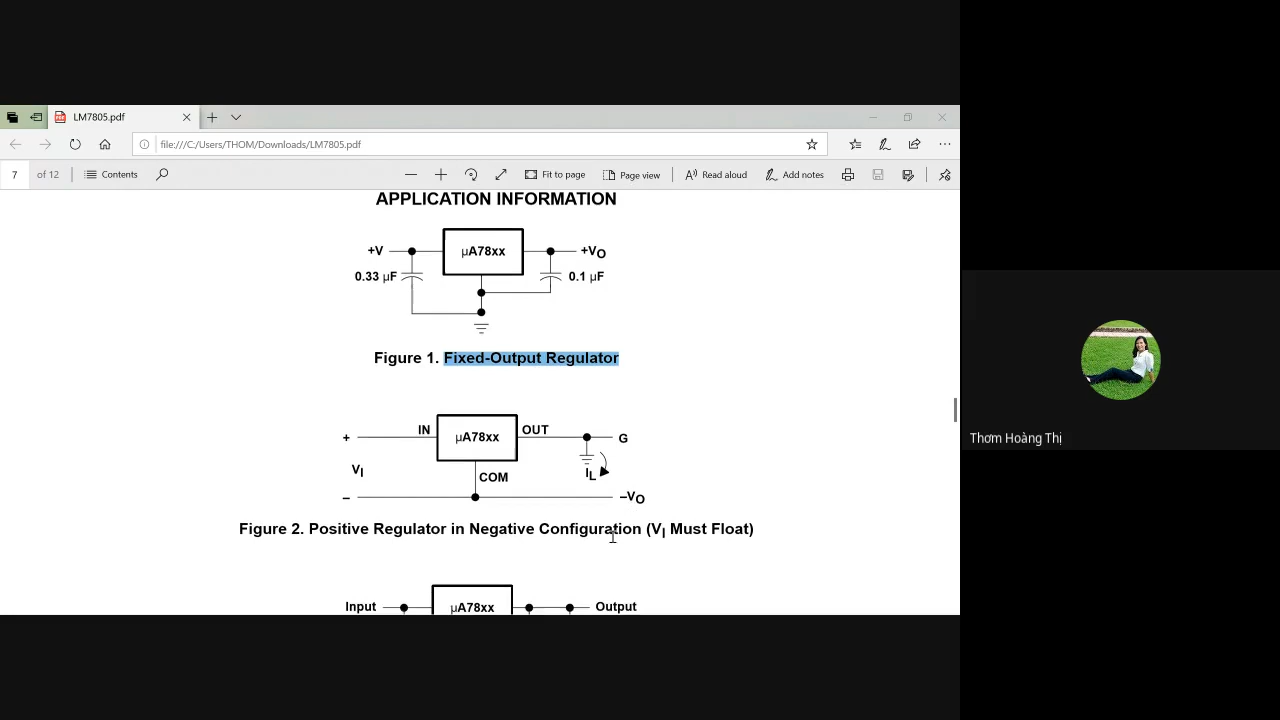 LM7805.pdf
file:///C:/Users/THOM/Downloads/LM7805.pdf
7 of 12 Contents Fit to page Page view Read aloud Add notes
APPLICATION INFORMATION
+V µA78xx +VO
0.33 µF 0.1 µF
Figure 1. Fixed-Output Regulator
+ IN µA78xx OUT G
VI COM IL
– –VO
Figure 2. Positive Regulator in Negative Configuration (VI Must Float)
Input µA78xx Output
Thơm Hoàng Thị